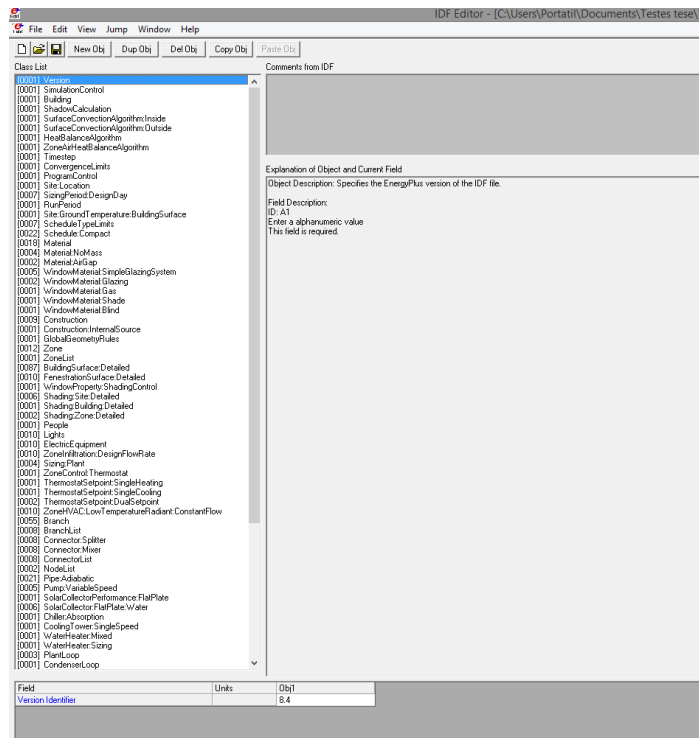 IDF Editor - [C:\Users\Portatil\Documents\Testes tese\
File Edit View Jump Window Help
New Obj Dup Obj Del Obj Copy Obj Paste Obj
Class List
[0001] Version
[0001] SimulationControl
[0001] Building
[0001] ShadowCalculation
[0001] SurfaceConvectionAlgorithm:Inside
[0001] SurfaceConvectionAlgorithm:Outside
[0001] HeatBalanceAlgorithm
[0001] ZoneAirHeatBalanceAlgorithm
[0001] Timestep
[0001] ConvergenceLimits
[0001] ProgramControl
[0001] Site:Location
[0007] SizingPeriod:DesignDay
[0001] RunPeriod
[0001] Site:GroundTemperature:BuildingSurface
[0007] ScheduleTypeLimits
[0022] Schedule:Compact
[0018] Material
[0004] Material:NoMass
[0002] Material:AirGap
[0005] WindowMaterial:SimpleGlazingSystem
[0002] WindowMaterial:Glazing
[0001] WindowMaterial:Gas
[0001] WindowMaterial:Shade
[0001] WindowMaterial:Blind
[0009] Construction
[0001] Construction:InternalSource
[0001] GlobalGeometryRules
[0012] Zone
[0001] ZoneList
[0087] BuildingSurface:Detailed
[0010] FenestrationSurface:Detailed
[0001] WindowProperty:ShadingControl
[0006] Shading:Site:Detailed
[0001] Shading:Building:Detailed
[0002] Shading:Zone:Detailed
[0001] People
[0010] Lights
[0010] ElectricEquipment
[0010] ZoneInfiltration:DesignFlowRate
[0004] Sizing:Plant
[0001] ZoneControl:Thermostat
[0001] ThermostatSetpoint:SingleHeating
[0001] ThermostatSetpoint:SingleCooling
[0002] ThermostatSetpoint:DualSetpoint
[0010] ZoneHVAC:LowTemperatureRadiant:ConstantFlow
[0055] Branch
[0008] BranchList
[0008] Connector:Splitter
[0008] Connector:Mixer
[0008] ConnectorList
[0002] NodeList
[0021] Pipe:Adiabatic
[0005] Pump:VariableSpeed
[0001] SolarCollectorPerformance:FlatPlate
[0006] SolarCollector:FlatPlate:Water
[0001] Chiller:Absorption
[0001] CoolingTower:SingleSpeed
[0001] WaterHeater:Mixed
[0001] WaterHeater:Sizing
[0003] PlantLoop
[0001] CondenserLoop
Comments from IDF
Explanation of Object and Current Field
Object Description: Specifies the EnergyPlus version of the IDF file.
Field Description:
ID: A1
Enter a alphanumeric value
This field is required.
Field Units Obj1
Version Identifier 8.4